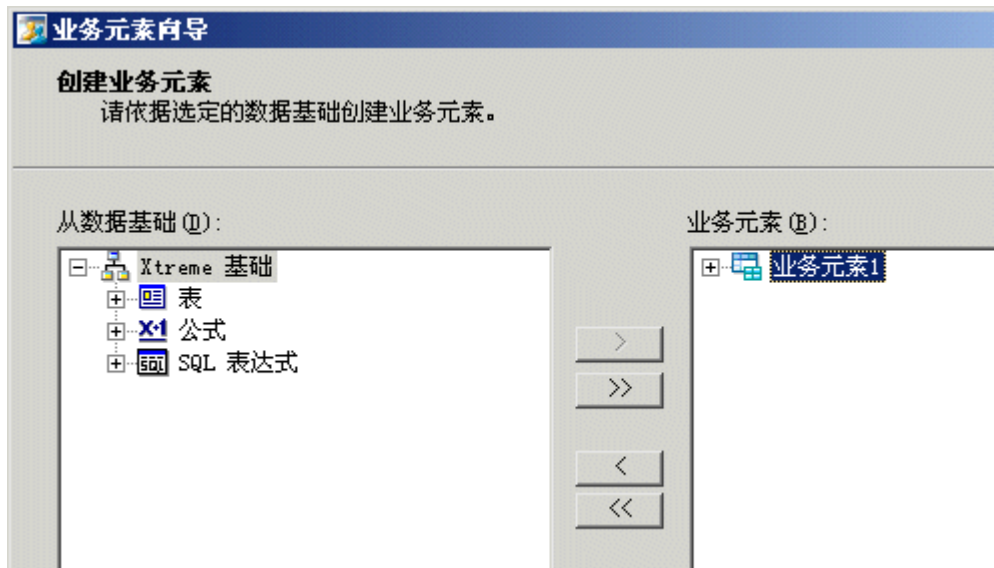 业务元素向导
创建业务元素
请依据选定的数据基础创建业务元素。
从数据基础(D):
业务元素(B):
Xtreme 基础
表
X+1 公式
SQL SQL 表达式
业务元素1
>
>>
<
<<